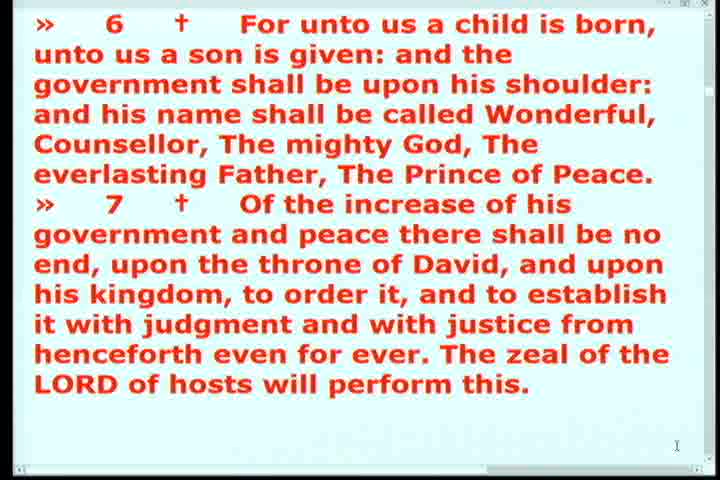 » 6 † For unto us a child is born,
unto us a son is given: and the
government shall be upon his shoulder:
and his name shall be called Wonderful,
Counsellor, The mighty God, The
everlasting Father, The Prince of Peace.
» 7 † Of the increase of his
government and peace there shall be no
end, upon the throne of David, and upon
his kingdom, to order it, and to establish
it with judgment and with justice from
henceforth even for ever. The zeal of the
LORD of hosts will perform this.